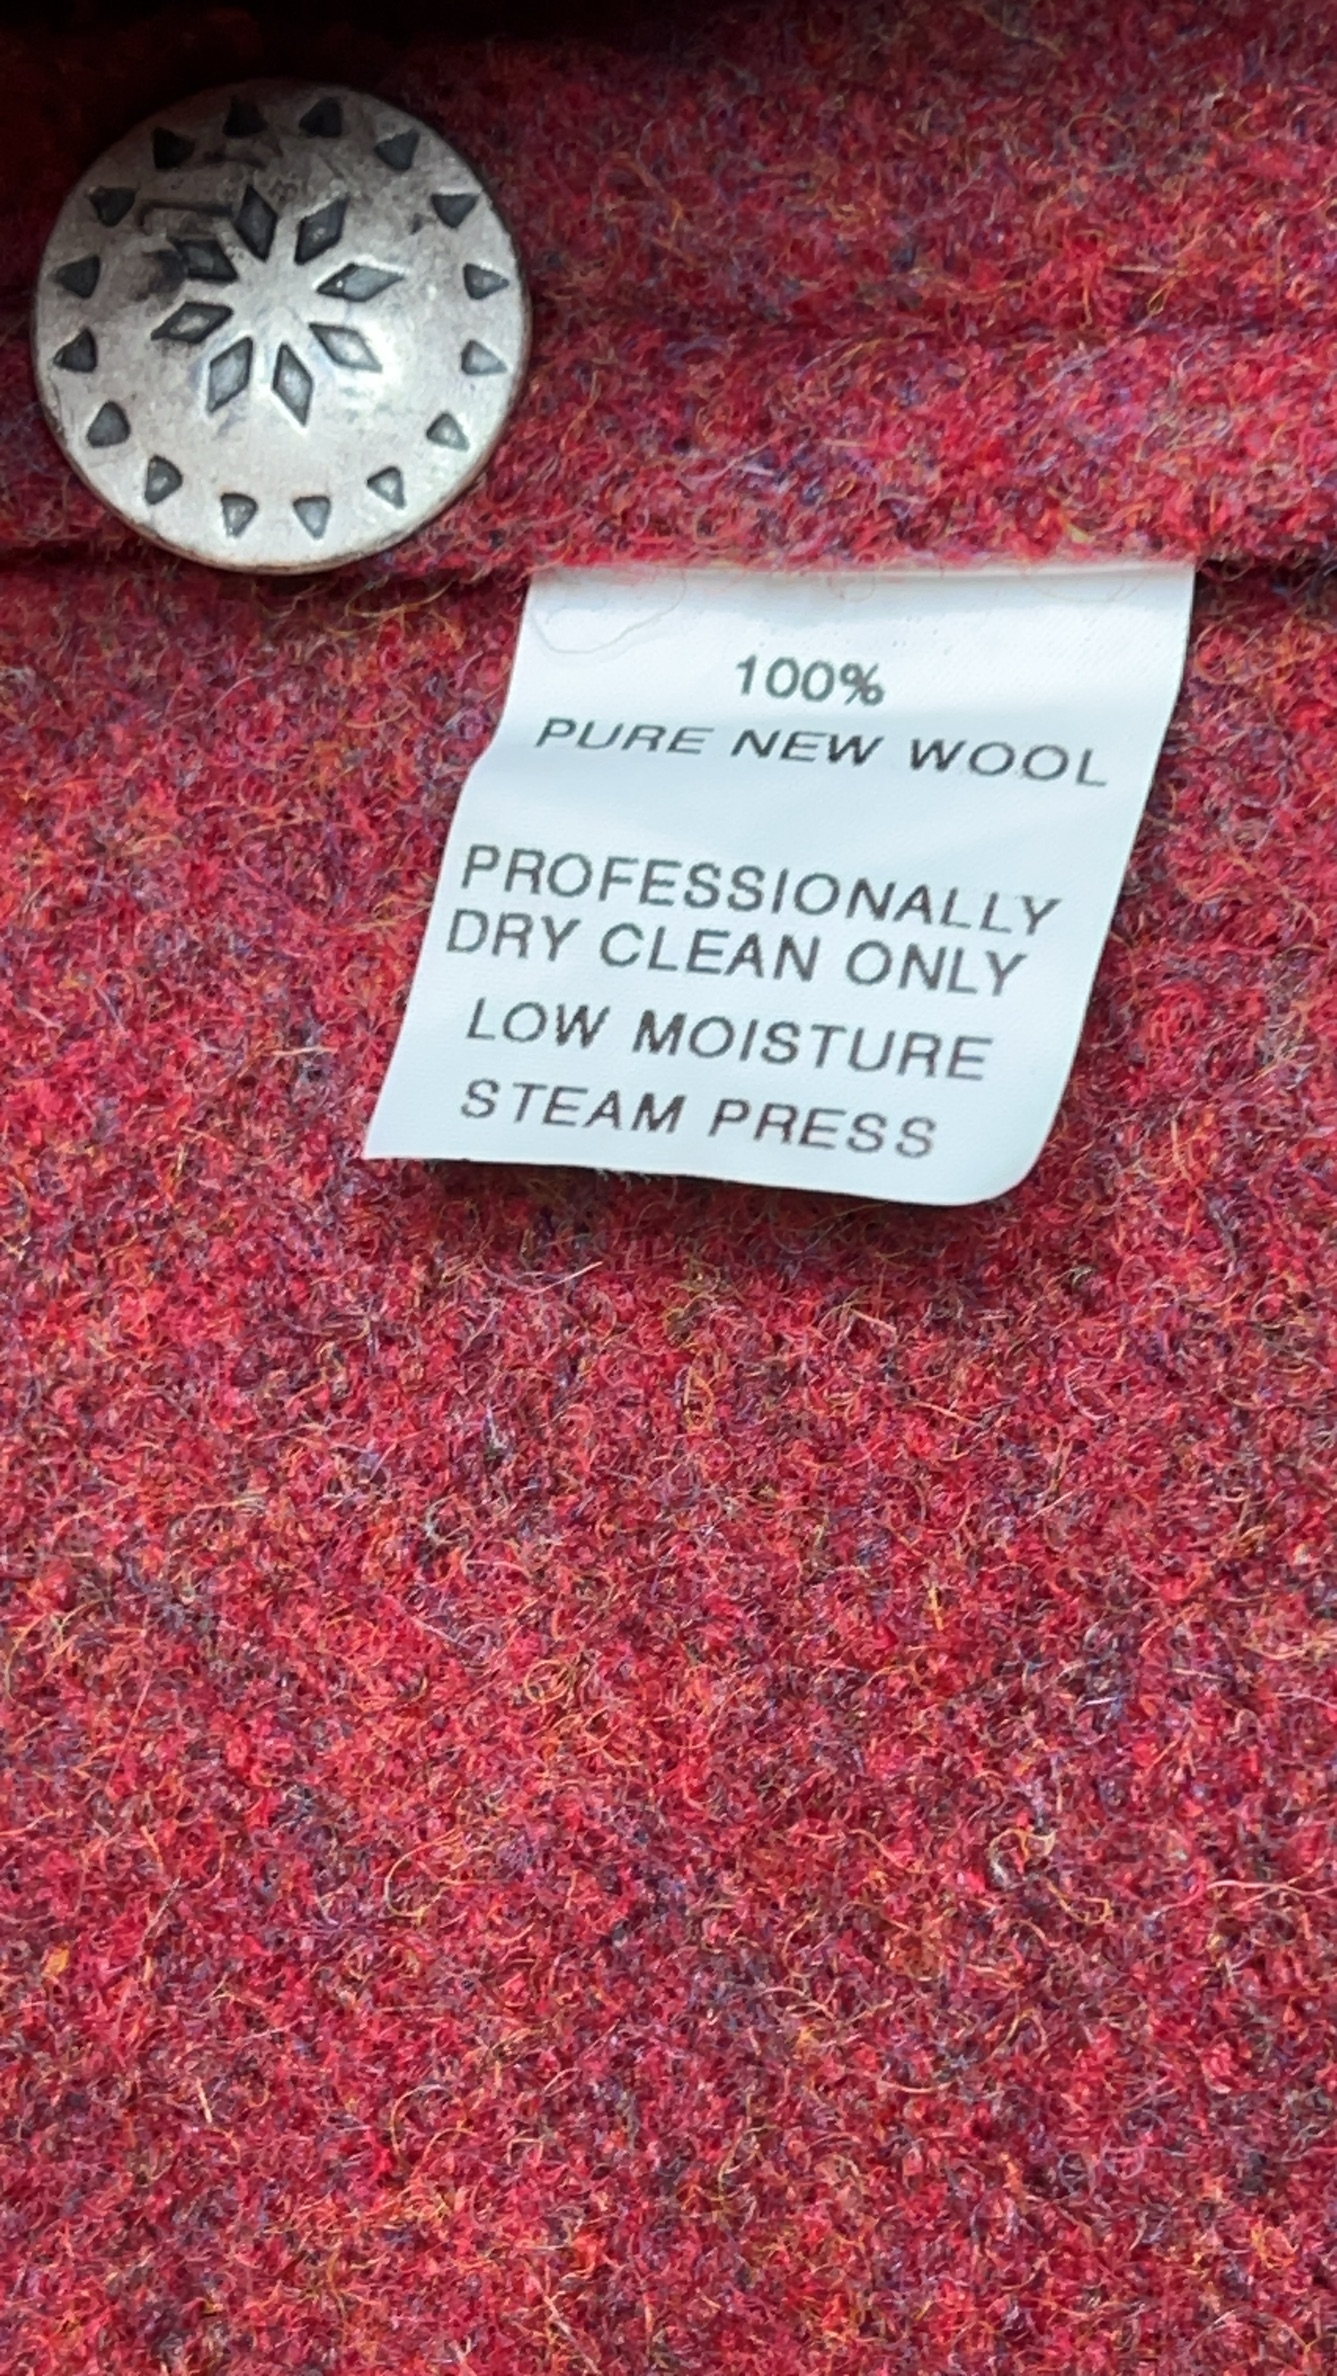 100%
PURE NEW WOOL
PROFESSIONALLY
DRY CLEAN ONLY
LOW MOISTURE
STEAM PRESS